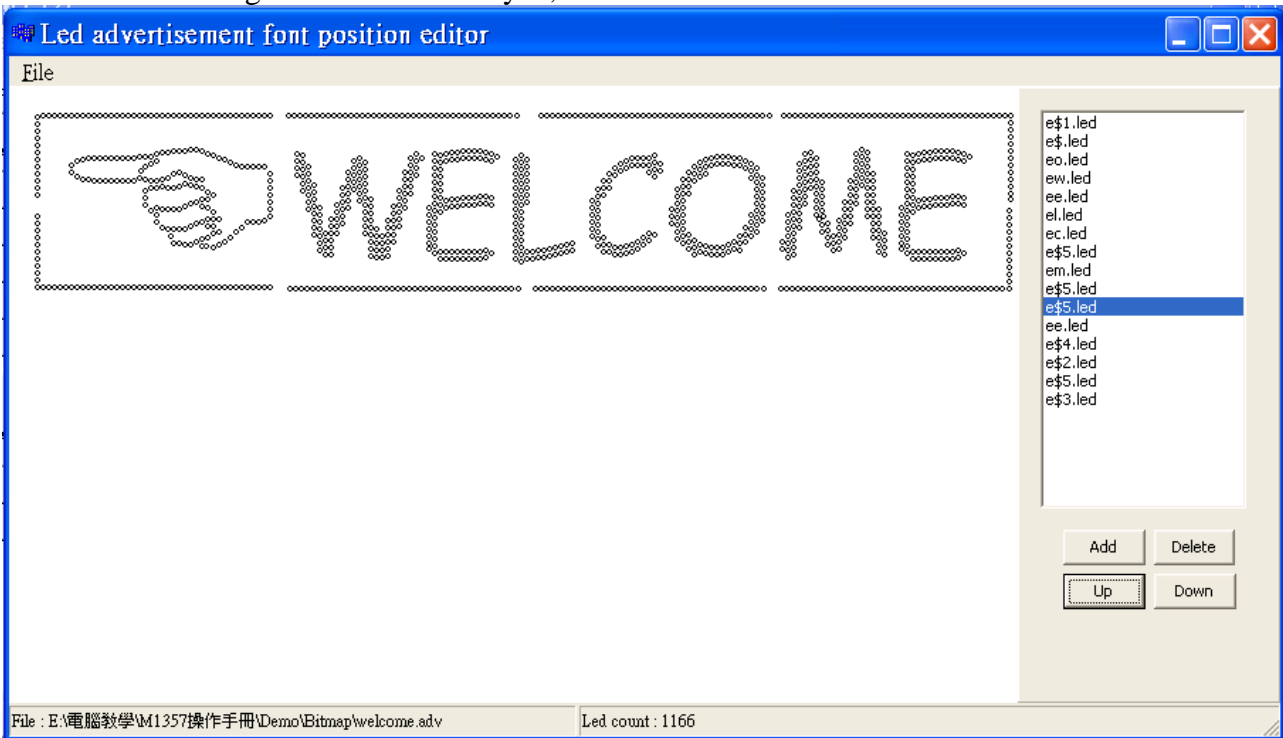 Led advertisement font position editor
File
WELCOME
e$1.led
e$.led
eo.led
ew.led
ee.led
el.led
ec.led
e$5.led
em.led
e$5.led
e$5.led
ee.led
e$4.led
e$2.led
e$5.led
e$3.led
Add Delete
Up Down
File : E:\電腦教學\M1357操作手冊\Demo\Bitmap\welcome.adv Led count : 1166